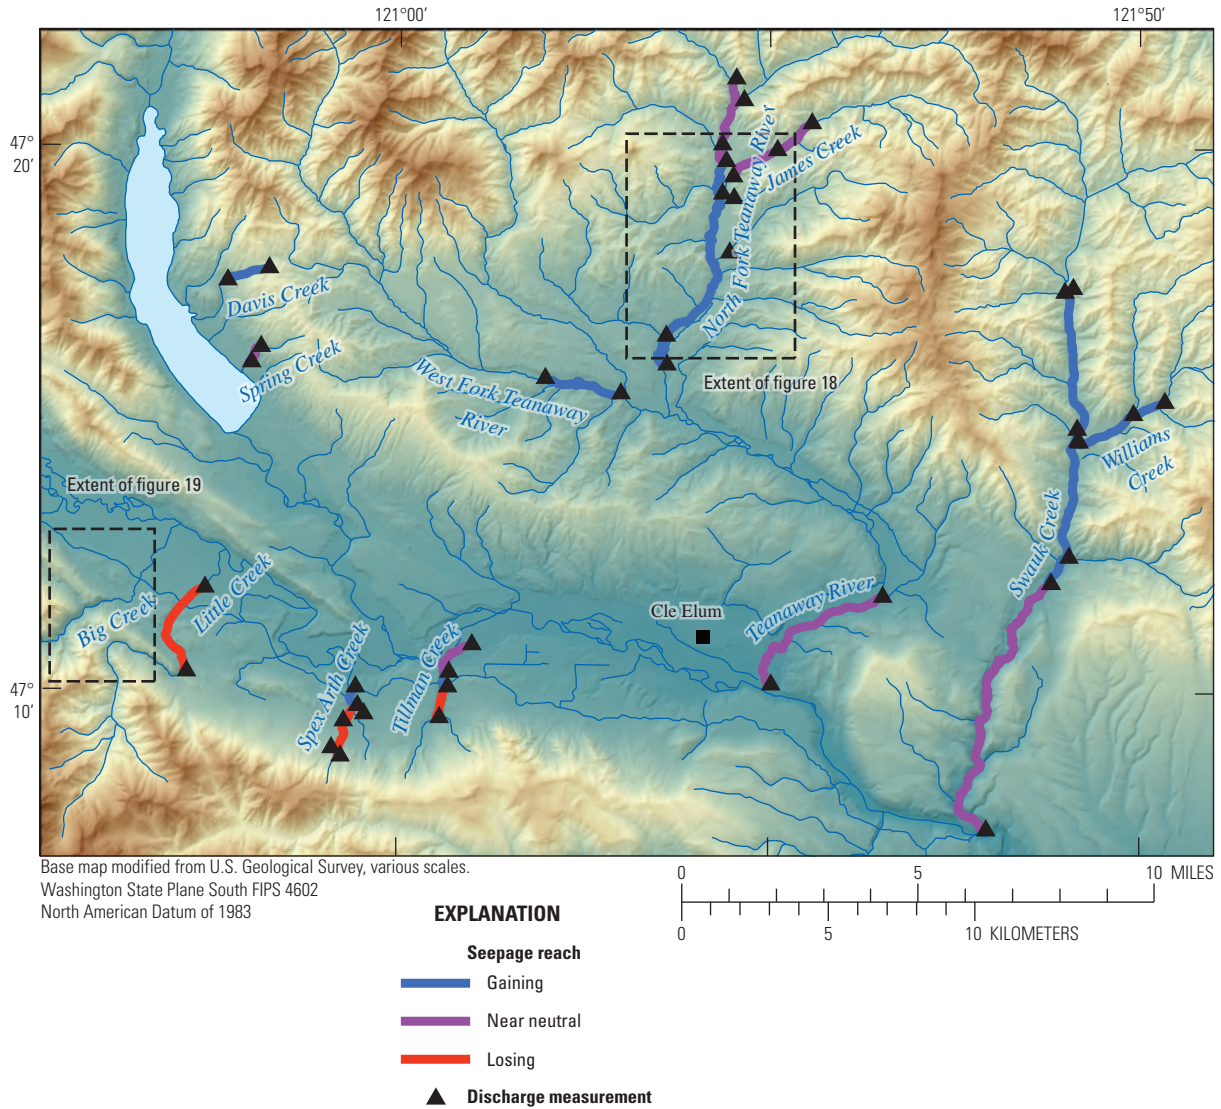 121°00′
121°50′
47°
20′
North Fork Teanaway River
James Creek
Davis Creek
Spring Creek
West Fork Teanaway
River
Extent of figure 18
Williams
Creek
Extent of figure 19
Swauk Creek
Big Creek
Little Creek
Cle Elum
Teanaway River
Spex Arth Creek
Tillman Creek
47°
10′
Base map modified from U.S. Geological Survey, various scales.
Washington State Plane South FIPS 4602
North American Datum of 1983
0 5 10 MILES
0 5 10 KILOMETERS
EXPLANATION
Seepage reach
Gaining
Near neutral
Losing
Discharge measurement